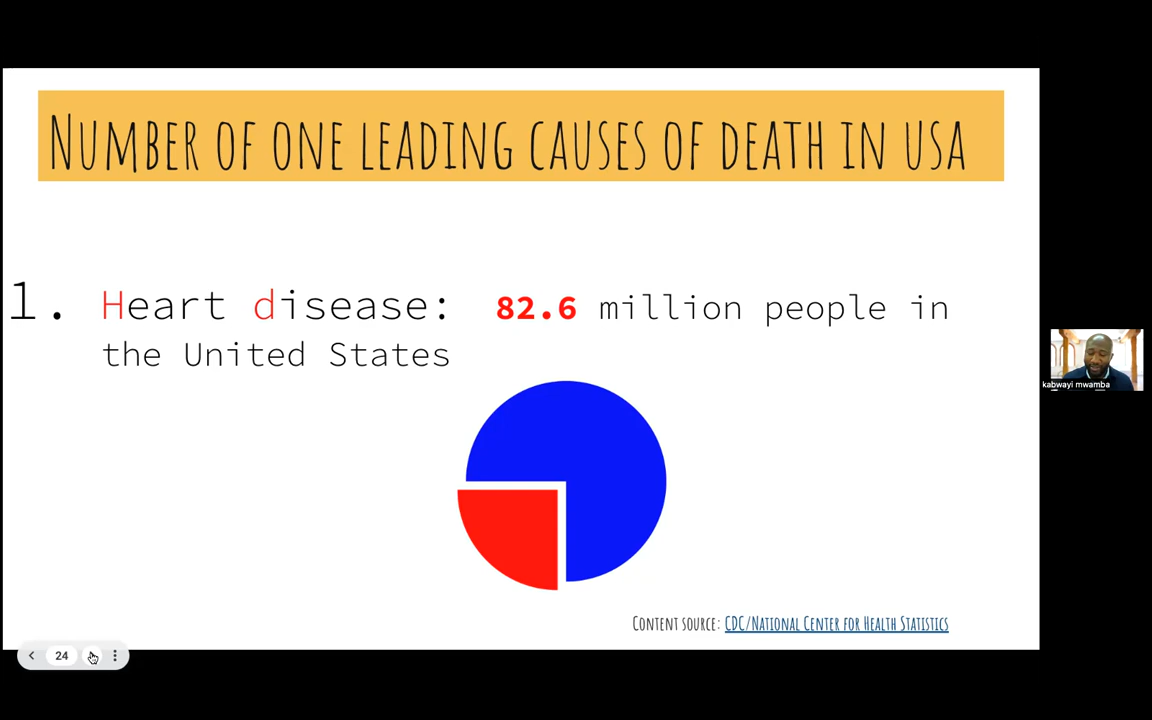 NUMBER OF ONE LEADING CAUSES OF DEATH IN USA
1. Heart disease: 82.6 million people in
the United States
kabwayi mwamba
Content source: CDC/National Center for Health Statistics
24